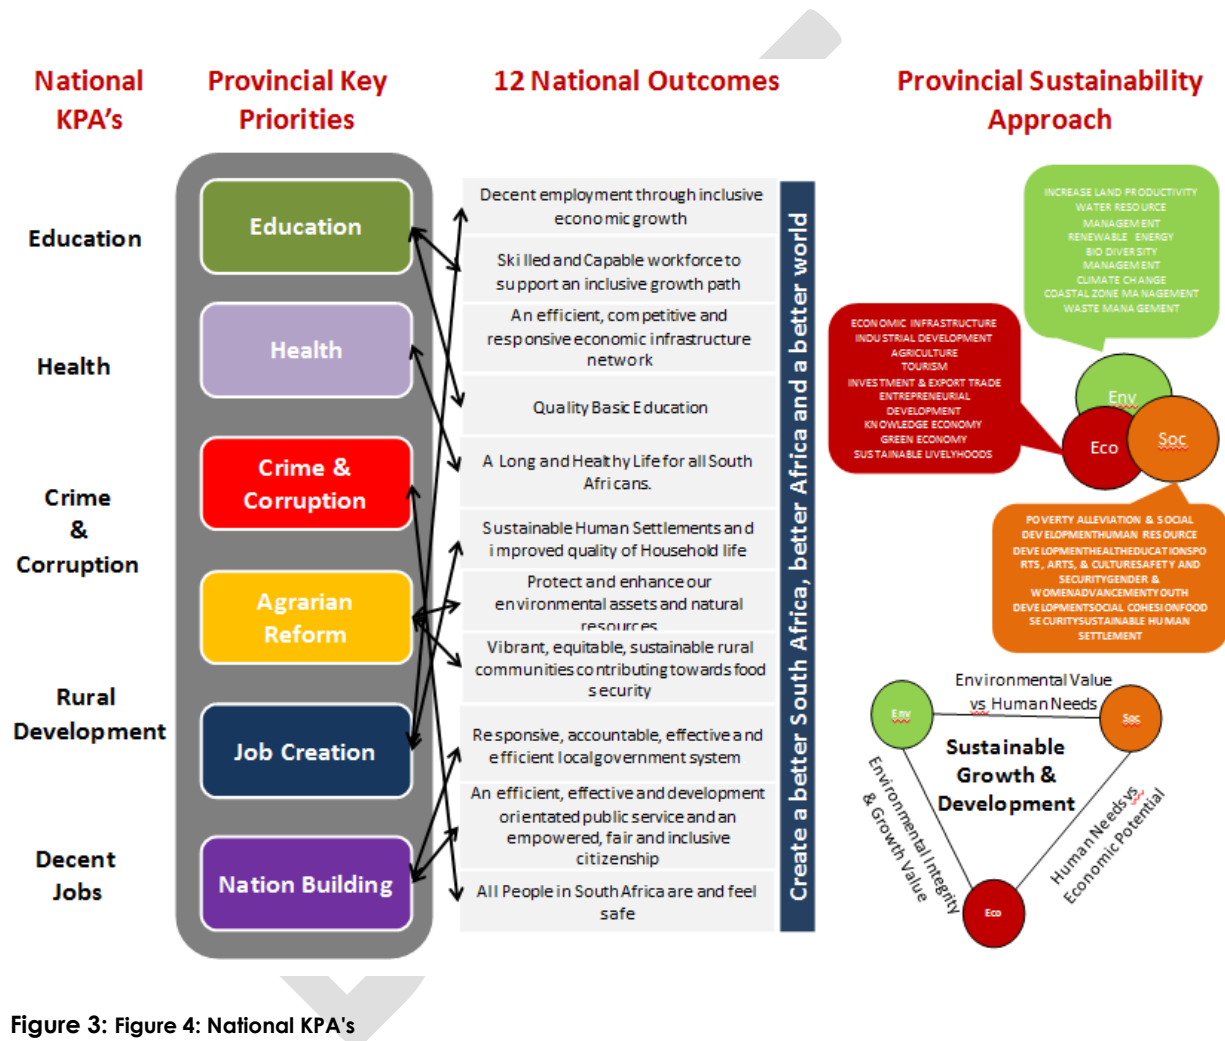 National
KPA's
Provincial Key
Priorities
12 National Outcomes
Provincial Sustainability
Approach
Education
Health
Crime
&
Corruption
Rural
Development
Decent
Jobs
Education
Health
Crime &
Corruption
Agrarian
Reform
Job Creation
Nation Building
Decent employment through inclusive
economic growth
Skilled and Capable workforce to
support an inclusive growth path
An efficient, competitive and
responsive economic infrastructure
network
Quality Basic Education
A Long and Healthy Life for all South
Africans.
Sustainable Human Settlements and
improved quality of Household life
Protect and enhance our
environmental assets and natural
resources
Vibrant, equitable, sustainable rural
communities contributing towards food
security
Responsive, accountable, effective and
efficient local government system
An efficient, effective and development
orientated public service and an
empowered, fair and inclusive
citizenship
All People in South Africa are and feel
safe
Create a better South Africa, better Africa and a better world
INCREASE LAND PRODUCTIVITY
WATER RESOURCE
MANAGEMENT
RENEWABLE ENERGY
BIO DIVERSITY
MANAGEMENT
CLIMATE CHANGE
COASTAL ZONE MANAGEMENT
WASTE MANAGEMENT
ECONOMIC INFRASTRUCTURE
INDUSTRIAL DEVELOPMENT
AGRICULTURE
TOURISM
INVESTMENT & EXPORT TRADE
ENTREPRENEURIAL
DEVELOPMENT
KNOWLEDGE ECONOMY
GREEN ECONOMY
SUSTAINABLE LIVELYHOODS
Env
Eco
Soc
POVERTY ALLEVIATION & SOCIAL
DEVELOPMENTHUMAN RESOURCE
DEVELOPMENTHEALTHEDUCATIONSPO
RTS, ARTS, & CULTURESAFETY AND
SECURITYGENDER &
WOMENADVANCEMENTYOUTH
DEVELOPMENTSOCIAL COHESIONFOOD
SECURITYSUSTAINABLE HUMAN
SETTLEMENT
Environmental Value
vs Human Needs
Env
Soc
Sustainable
Growth &
Development
Environmental Integrity
& Growth Value
Human Needs vs
Economic Potential
Eco
Figure 3: Figure 4: National KPA's